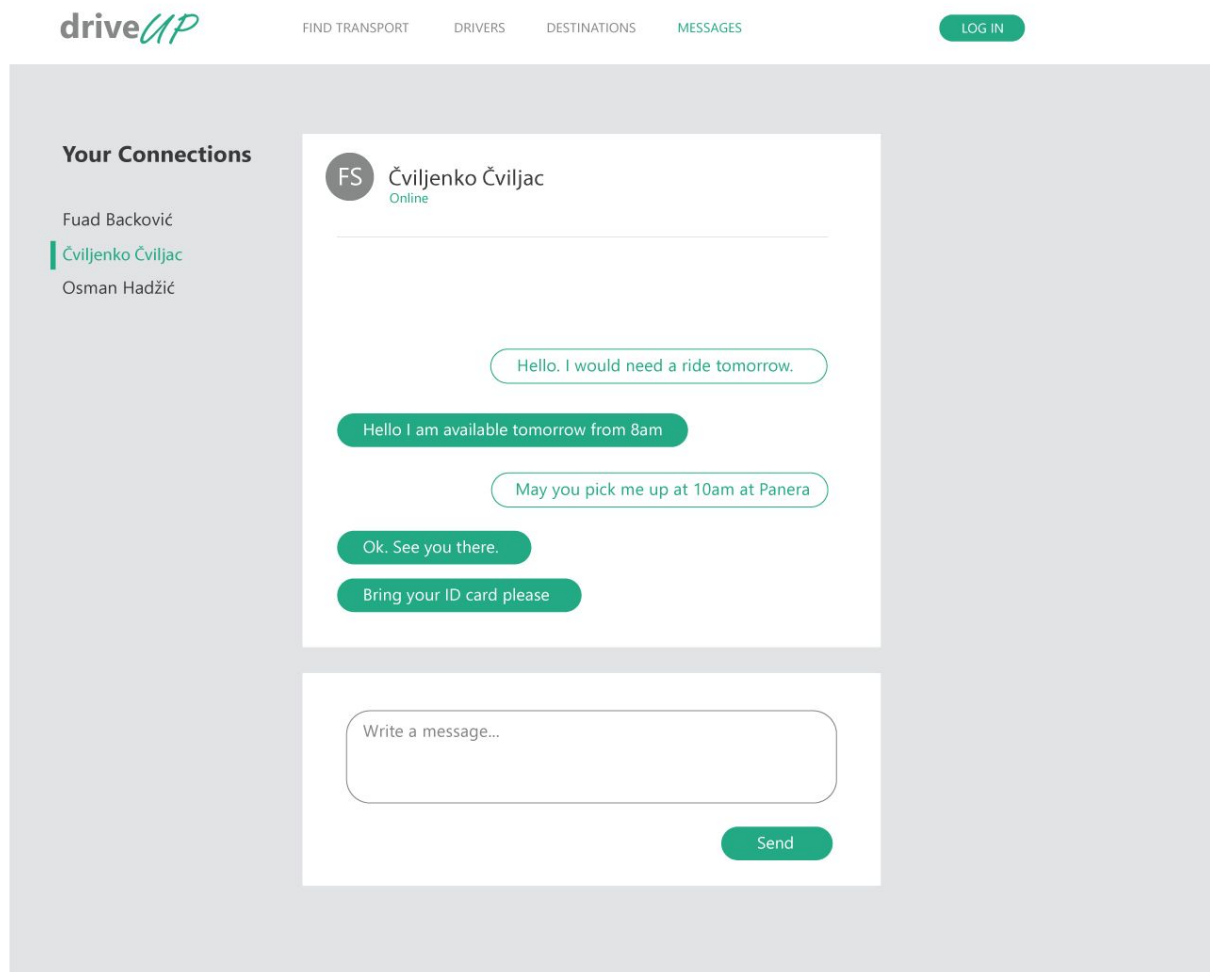 driveUP
FIND TRANSPORT DRIVERS DESTINATIONS MESSAGES LOG IN
Your Connections
Fuad Backović
Čviljenko Čviljac
Osman Hadžić
FS
Čviljenko Čviljac
Online
Hello. I would need a ride tomorrow.
Hello I am available tomorrow from 8am
May you pick me up at 10am at Panera
Ok. See you there.
Bring your ID card please
Write a message...
Send